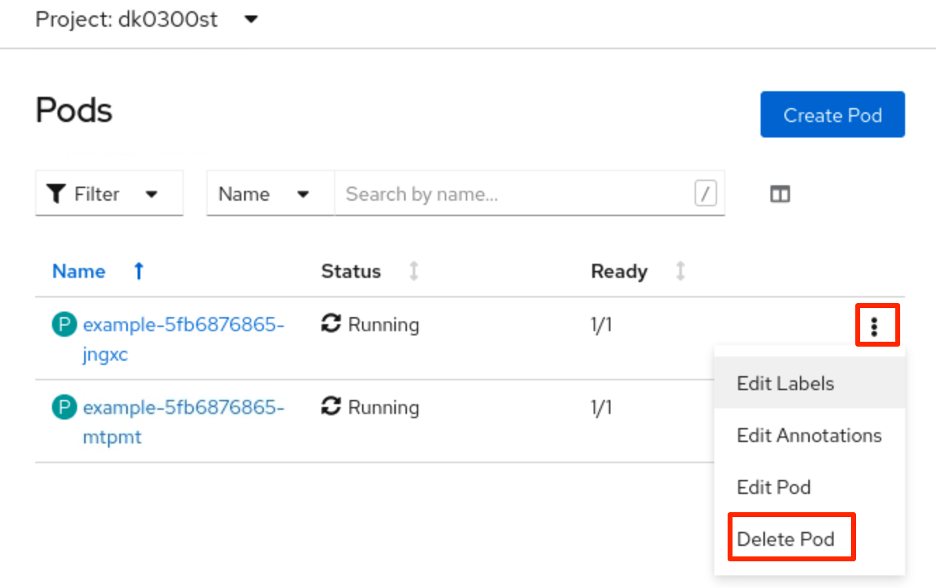 Project: dk0300st
Pods
Create Pod
Filter Name Search by name... /
Name Status Ready
P example-5fb6876865- Running 1/1
jngxc
Edit Labels
P example-5fb6876865- Running 1/1
mtpmt
Edit Annotations
Edit Pod
Delete Pod